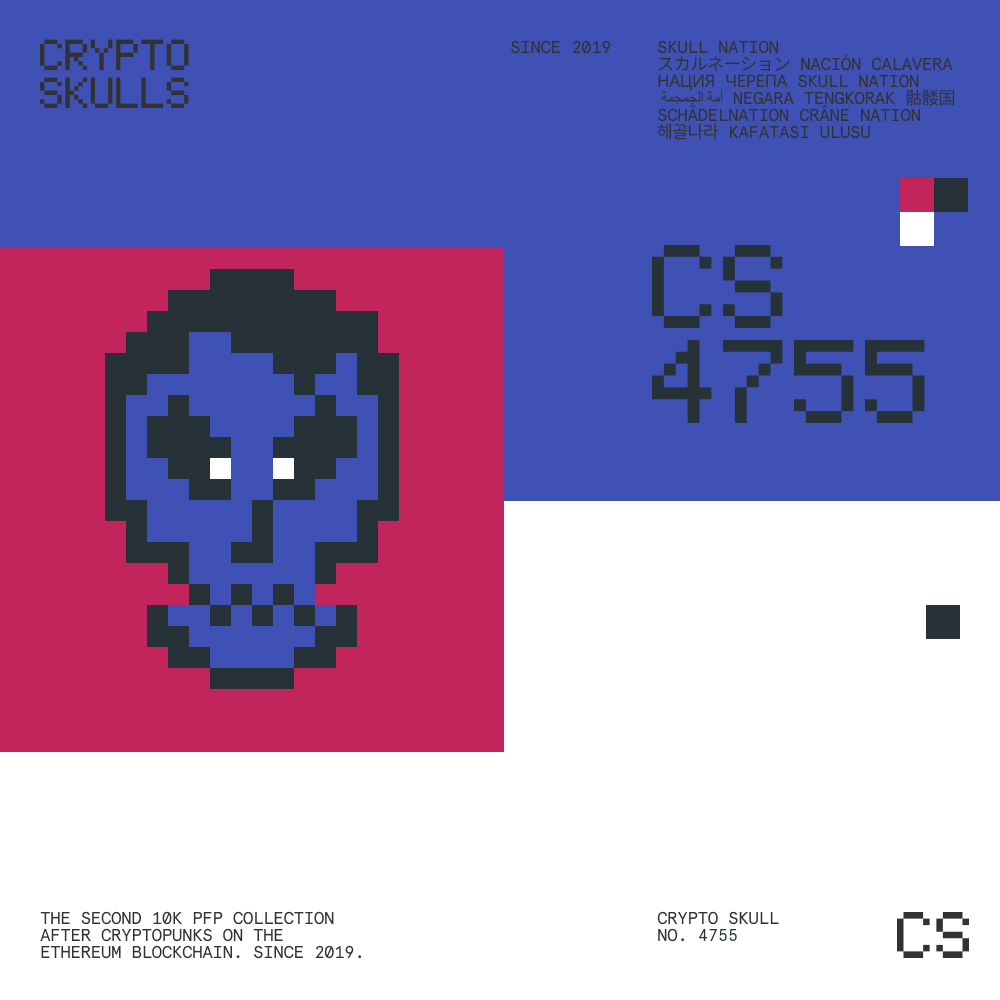 CRYPTO
SKULLS
SINCE 2019
SKULL NATION
スカルネーション NACIÓN CALAVERA
НАЦИЯ ЧЕРЕПА SKULL NATION
أمة الجمجمة NEGARA TENGKORAK 骷髅国
SCHÄDELNATION CRÂNE NATION
해골나라 KAFATASI ULUSU
CS
4755
THE SECOND 10K PFP COLLECTION
AFTER CRYPTOPUNKS ON THE
ETHEREUM BLOCKCHAIN. SINCE 2019.
CRYPTO SKULL
NO. 4755
CS